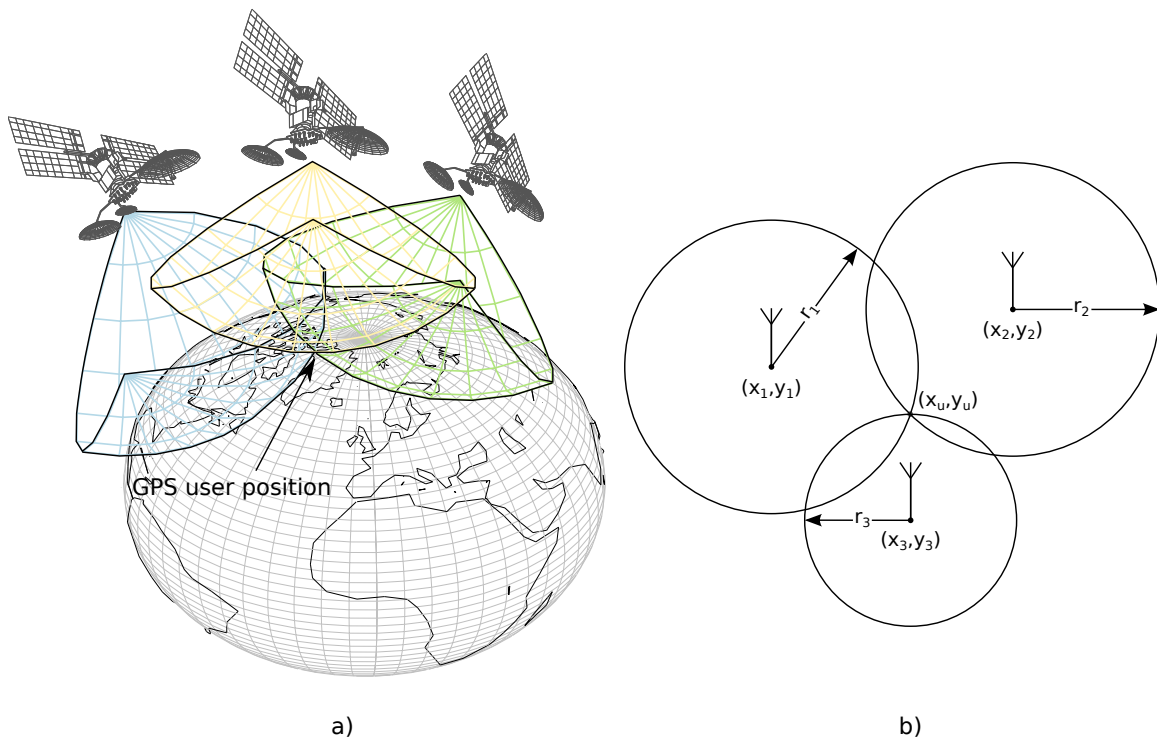 GPS user position
a)
r₁
(x₁,y₁)
(x₂,y₂)
r₂
(xᵤ,yᵤ)
r₃
(x₃,y₃)
b)